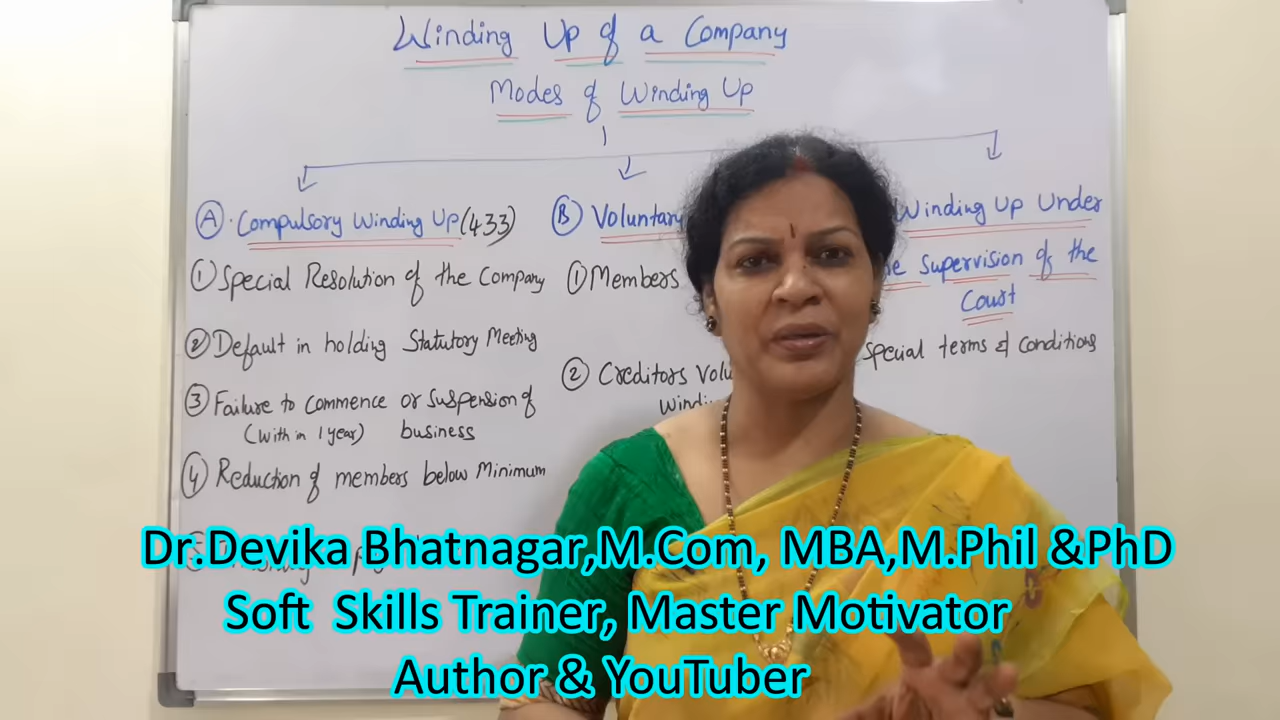 Winding Up of a Company
Modes of Winding Up
A. Compulsory Winding Up (433)
1 Special Resolution of the Company
2 Default in holding Statutory Meeting
3 Failure to commence or suspension of
(with in 1 year) business
4 Reduction of members below Minimum
B Voluntary
1 Members
2 Creditors
Winding Up Under
Supervision of the
Court
Special terms & conditions
Dr.Devika Bhatnagar,M.Com, MBA,M.Phil &PhD
Soft Skills Trainer, Master Motivator
Author & YouTuber